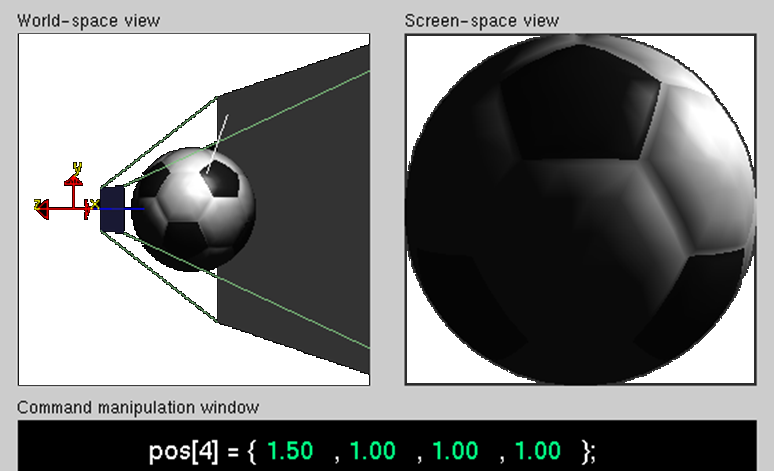 World-space view
Screen-space view
y
z x
Command manipulation window
pos[4] = { 1.50 , 1.00 , 1.00 , 1.00 };